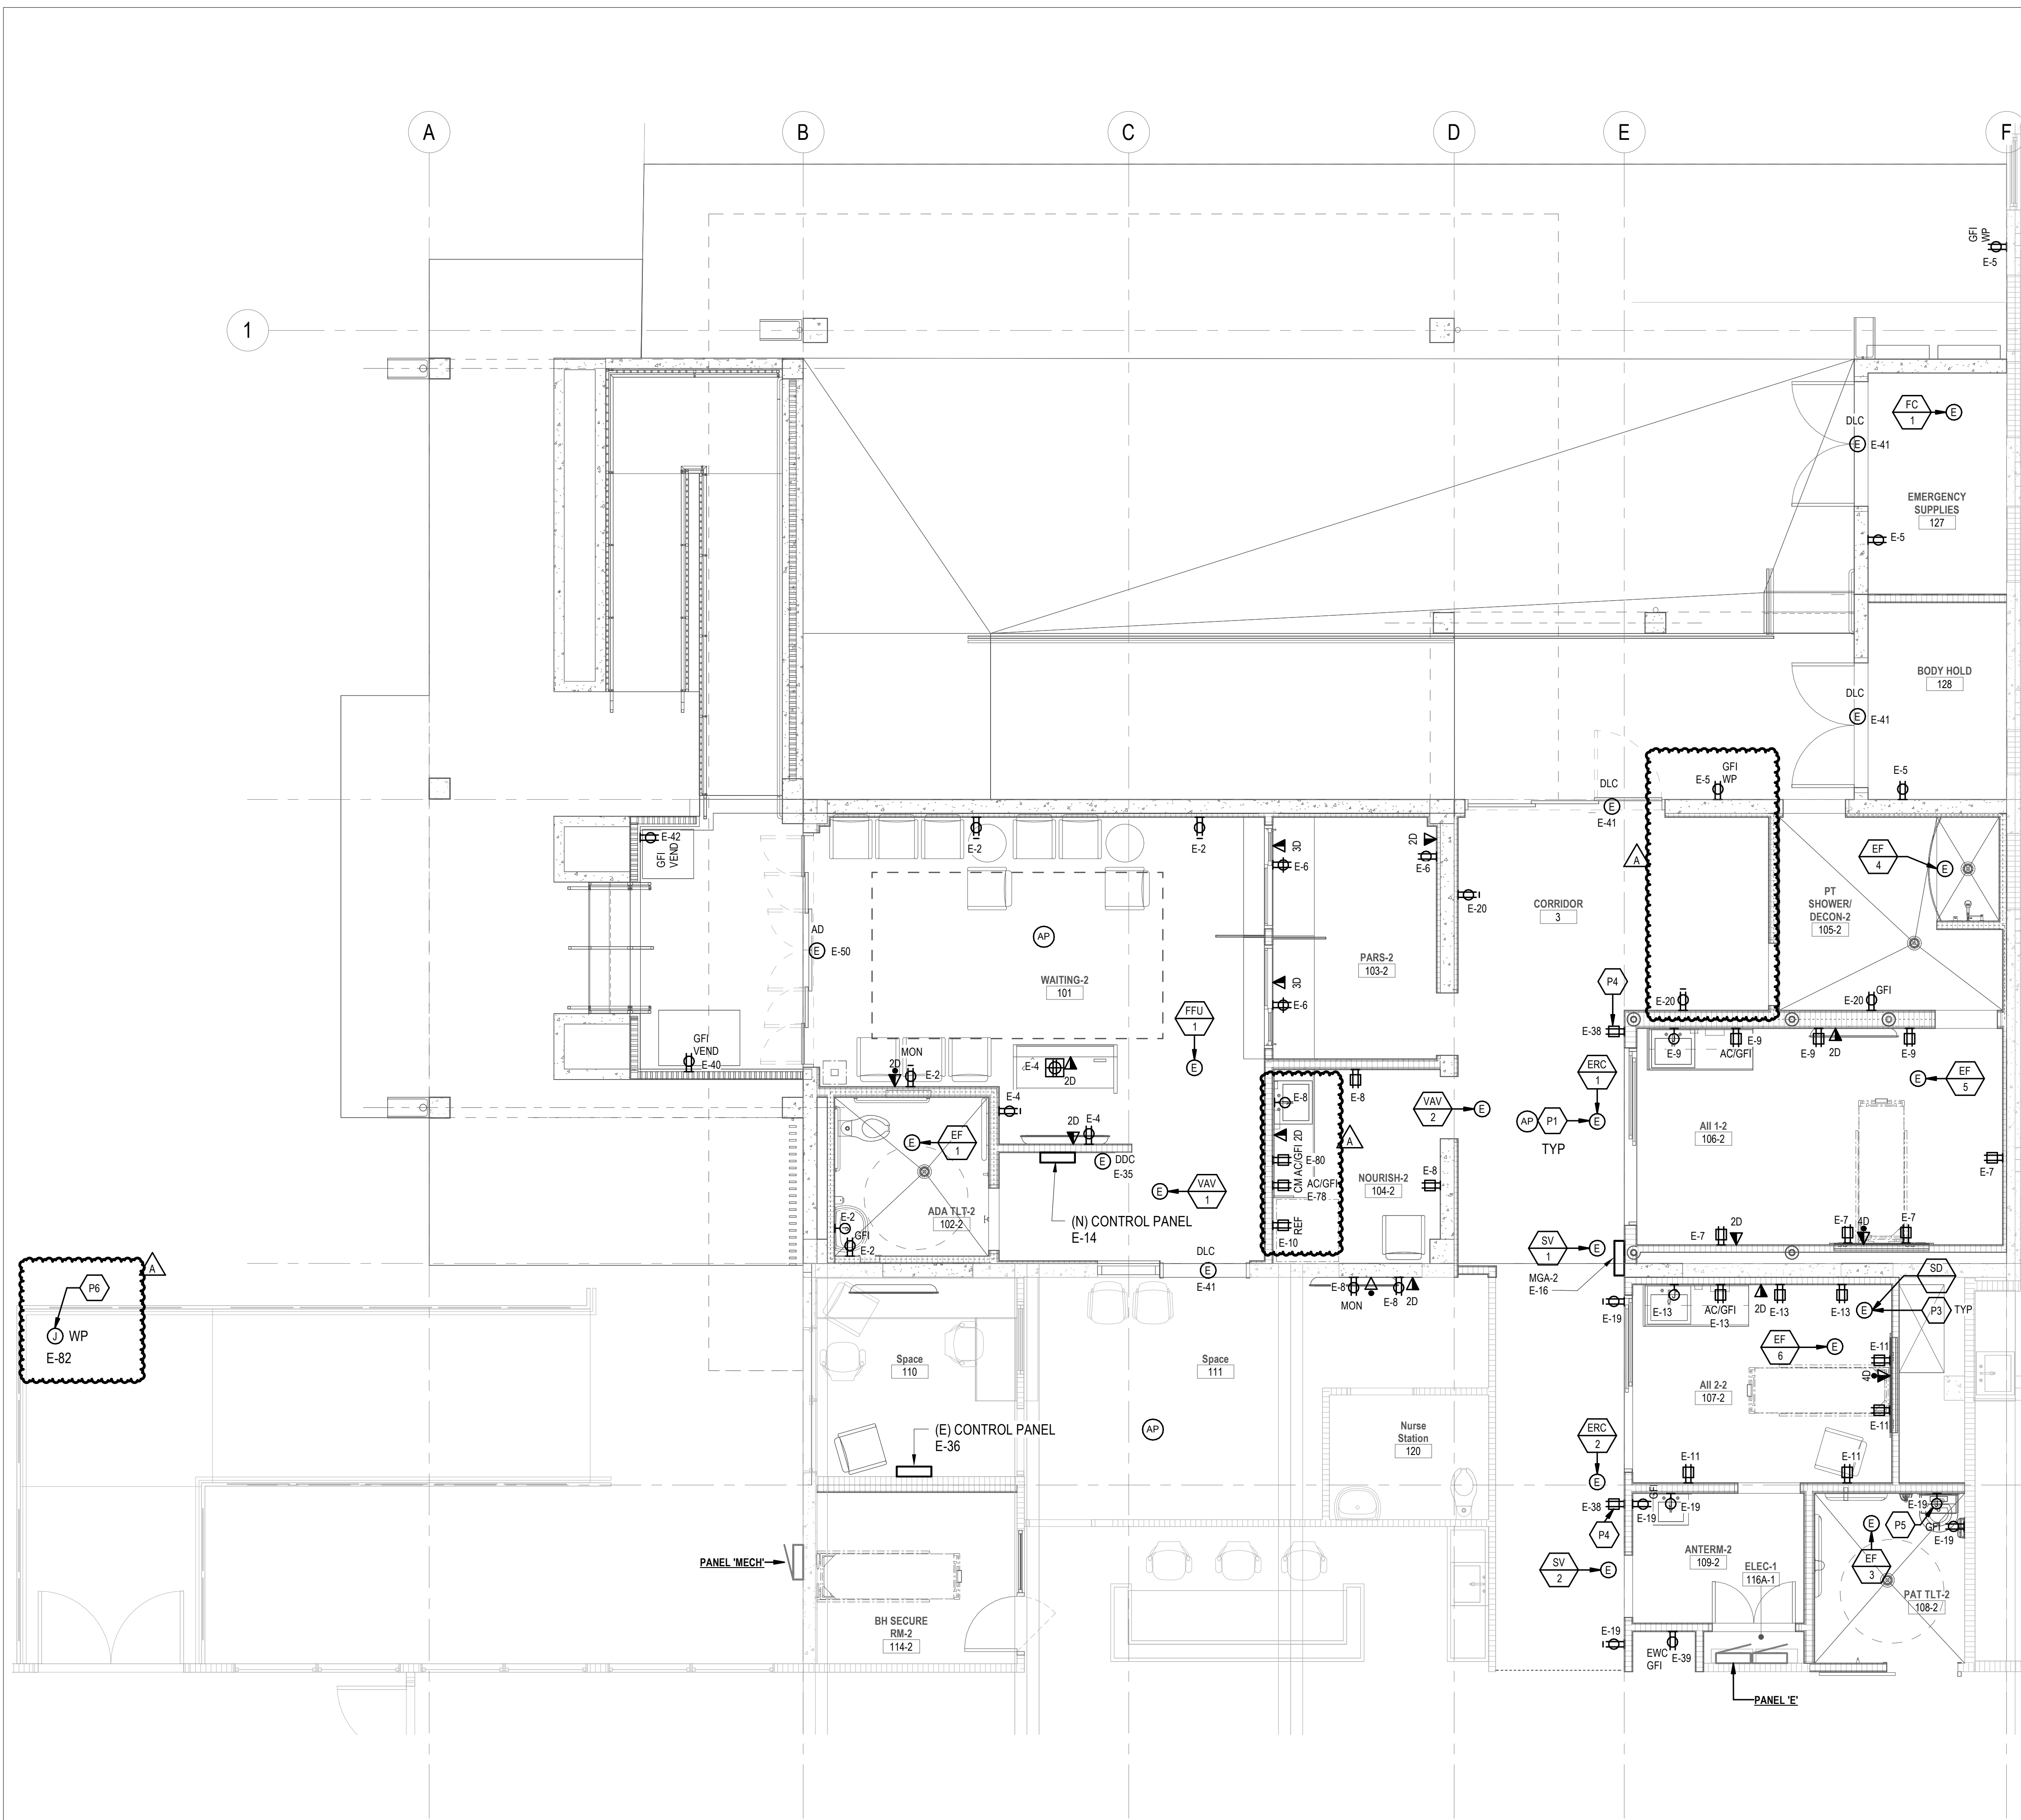 A
B
C
D
E
F
1
GFI
WP
E-5
FC
1
E
DLC
E
E-41
EMERGENCY
SUPPLIES
127
E-5
BODY HOLD
128
DLC
E
E-41
GFI
WP
E-5
E-5
DLC
E
E-41
A
E-42
GFI
VEND
E-2
E-2
3D
E-6
2D
E-6
E-20
CORRIDOR
3
PT
SHOWER/
DECON-2
105-2
EF
4
E
AD
E
E-50
AP
WAITING-2
101
PARS-2
103-2
3D
E-6
P4
E-38
E-20
E-20
GFI
FFU
1
E
GFI
VEND
E-40
MON
2D
E-2
E-4
2D
E-9
E-9
AC/GFI
E-9
2D
E-9
ERC
1
E
EF
5
E-4
E-8
E-8
VAV
2
E
AP
P1
E
TYP
2D
E-4
2D
A
E
EF
1
AII 1-2
106-2
DDC
E
E-35
AC/GFI
E-80
CM
AC/GFI
E-78
NOURISH-2
104-2
E-8
E-7
E
VAV
1
ADA TLT-2
102-2
E-2
GFI
E-2
(N) CONTROL PANEL
E-14
REF
E-10
E-7
2D
E-7
4D
E-7
SV
1
E
MGA-2
E-16
DLC
E
E-41
E-8
MON
E-8
2D
A
P6
J
WP
E-82
SD
E
P3
TYP
E-19
E-13
AC/GFI
E-13
2D
E-13
E-13
EF
6
E
E-11
4D
E-11
Space
110
Space
111
AII 2-2
107-2
AP
Nurse
Station
120
(E) CONTROL PANEL
E-36
ERC
2
E
E-11
E-11
E-38
P4
GFI
E-19
E-19
E-19
P5
GFI
E-19
E
EF
3
PANEL 'MECH'
ANTERM-2
109-2
ELEC-1
116A-1
SV
2
E
PAT TLT-2
108-2
BH SECURE
RM-2
114-2
E-19
EWC
GFI
E-39
PANEL 'E'